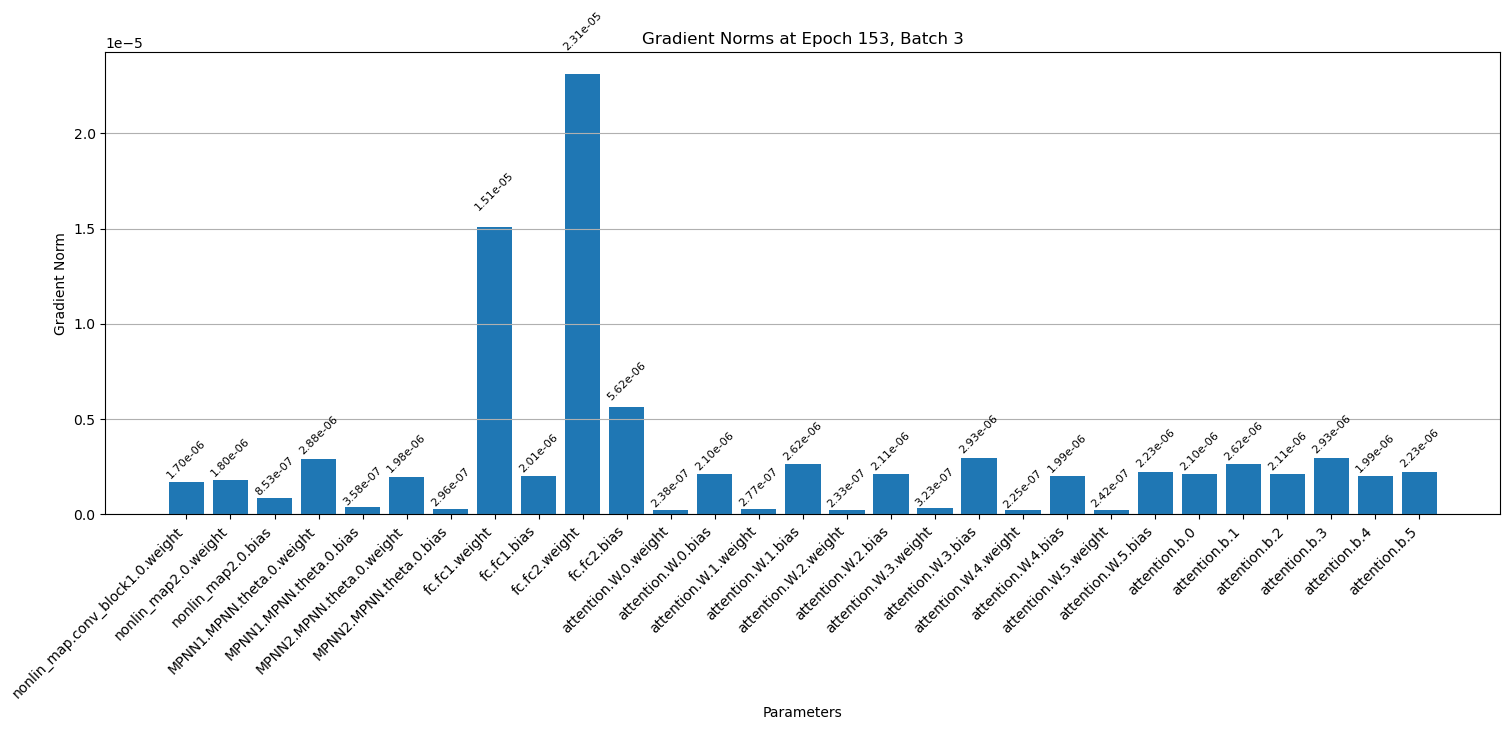 Gradient Norms at Epoch 153, Batch 3
1e−5
Gradient Norm
2.0
1.5
1.0
0.5
0.0
1.70e-06
1.80e-06
8.53e-07
2.88e-06
3.58e-07
1.98e-06
2.96e-07
1.51e-05
2.01e-06
2.31e-05
5.62e-06
2.38e-07
2.10e-06
2.77e-07
2.62e-06
2.33e-07
2.11e-06
3.23e-07
2.93e-06
2.25e-07
1.99e-06
2.42e-07
2.23e-06
2.10e-06
2.62e-06
2.11e-06
2.93e-06
1.99e-06
2.23e-06
nonlin_map.conv_block1.0.weight
nonlin_map2.0.weight
nonlin_map2.0.bias
MPNN1.MPNN.theta.0.weight
MPNN1.MPNN.theta.0.bias
MPNN2.MPNN.theta.0.weight
MPNN2.MPNN.theta.0.bias
fc.fc1.weight
fc.fc1.bias
fc.fc2.weight
fc.fc2.bias
attention.W.0.weight
attention.W.0.bias
attention.W.1.weight
attention.W.1.bias
attention.W.2.weight
attention.W.2.bias
attention.W.3.weight
attention.W.3.bias
attention.W.4.weight
attention.W.4.bias
attention.W.5.weight
attention.W.5.bias
attention.b.0
attention.b.1
attention.b.2
attention.b.3
attention.b.4
attention.b.5
Parameters